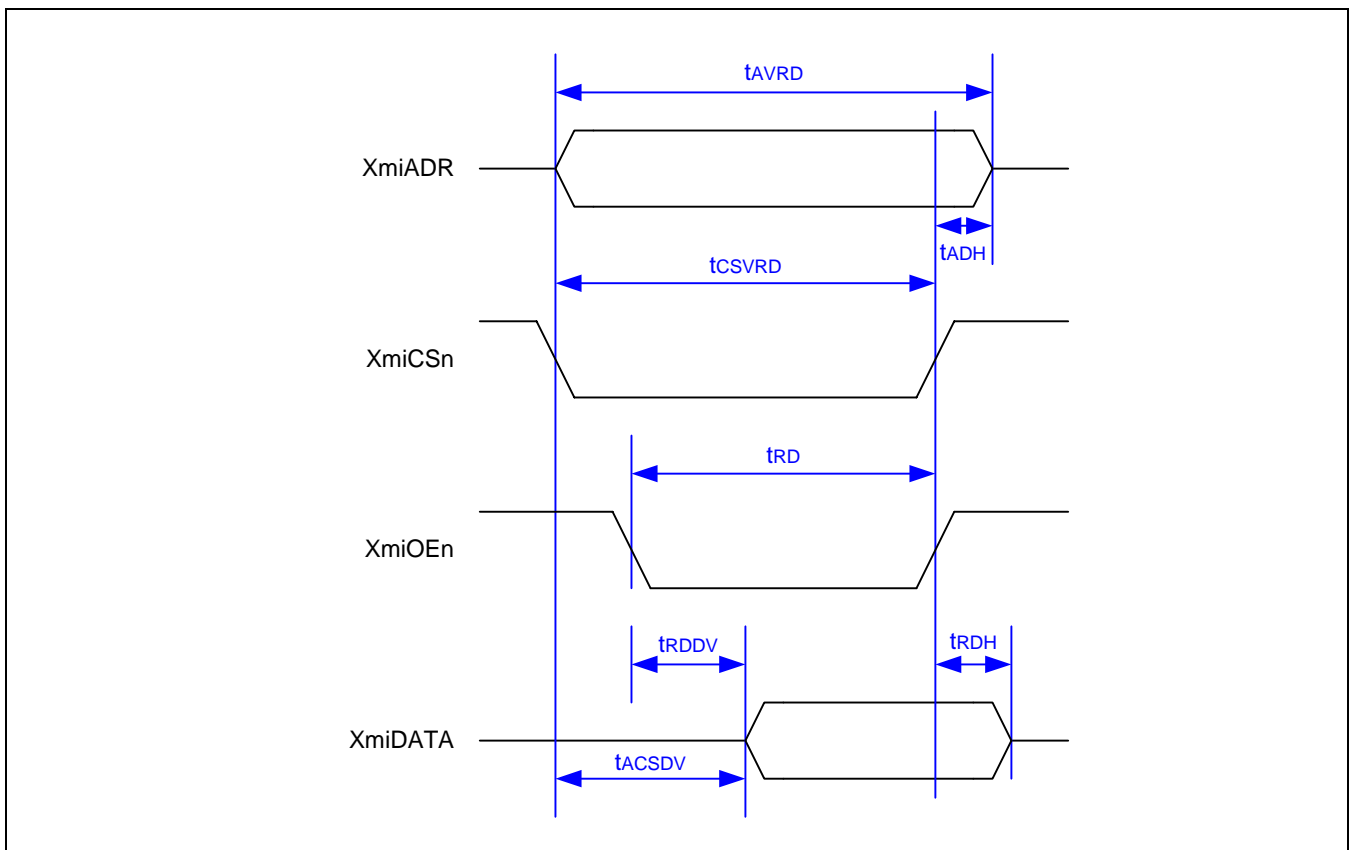 tAVRD
XmiADR
tADH
tCSVRD
XmiCSn
tRD
XmiOEn
tRDDV
tRDH
XmiDATA
tACSDV